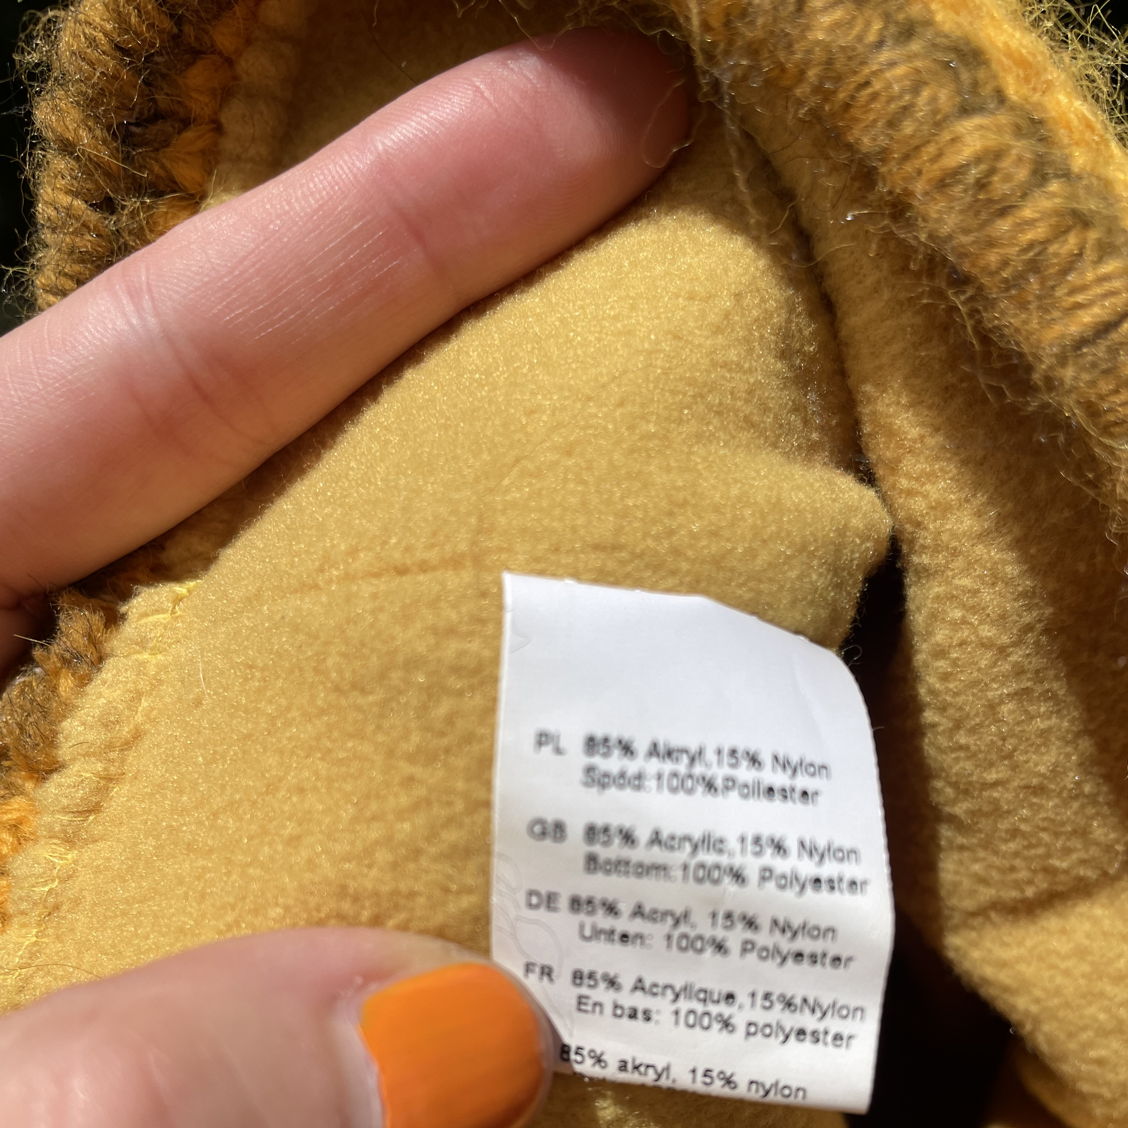 PL 85% Akryl,15% Nylon
Spód:100%Poliester
GB 85% Acrylic,15% Nylon
Bottom:100% Polyester
DE 85% Acryl, 15% Nylon
Unten: 100% Polyester
FR 85% Acrylique,15%Nylon
En bas: 100% polyester
85% akryl, 15% nylon